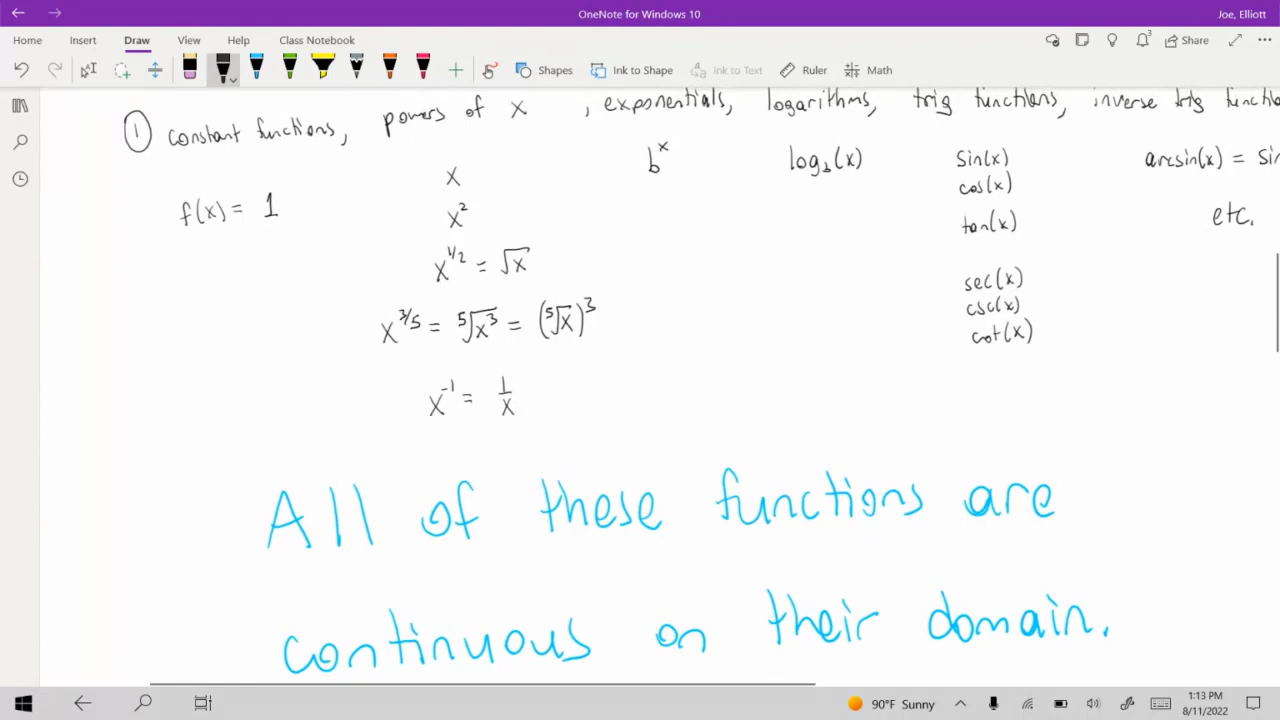 OneNote for Windows 10
Joe, Elliott
Home Insert Draw View Help Class Notebook
Share
Shapes Ink to Shape Ink to Text Ruler Math
① constant functions, powers of x , exponentials, logarithms, trig functions, inverse trig functio
f(x) = 1
x
x²
x^1/2 = √x
x^3/5 = ⁵√x³ = (⁵√x)³
x⁻¹ = 1/x
b^x
log_b(x)
sin(x)
cos(x)
tan(x)
sec(x)
csc(x)
cot(x)
arcsin(x) = sin
etc.
All of these functions are
continuous on their domain.
90°F Sunny
1:13 PM
8/11/2022